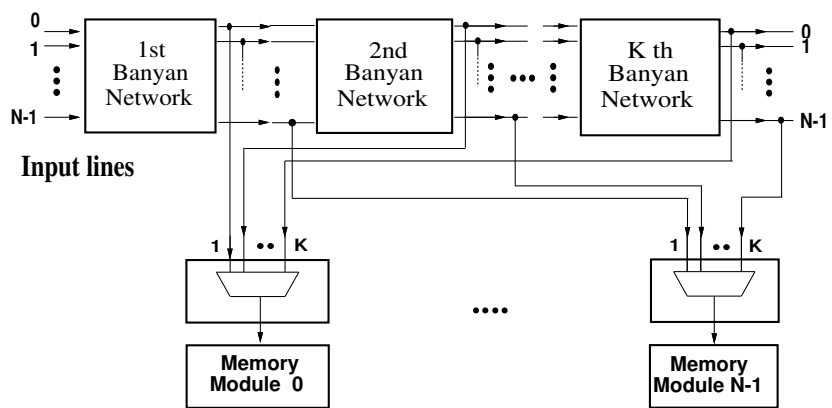 0
1
N-1
Input lines
1st
Banyan
Network
2nd
Banyan
Network
K th
Banyan
Network
0
1
N-1
1
K
1
K
Memory
Module 0
Memory
Module N-1